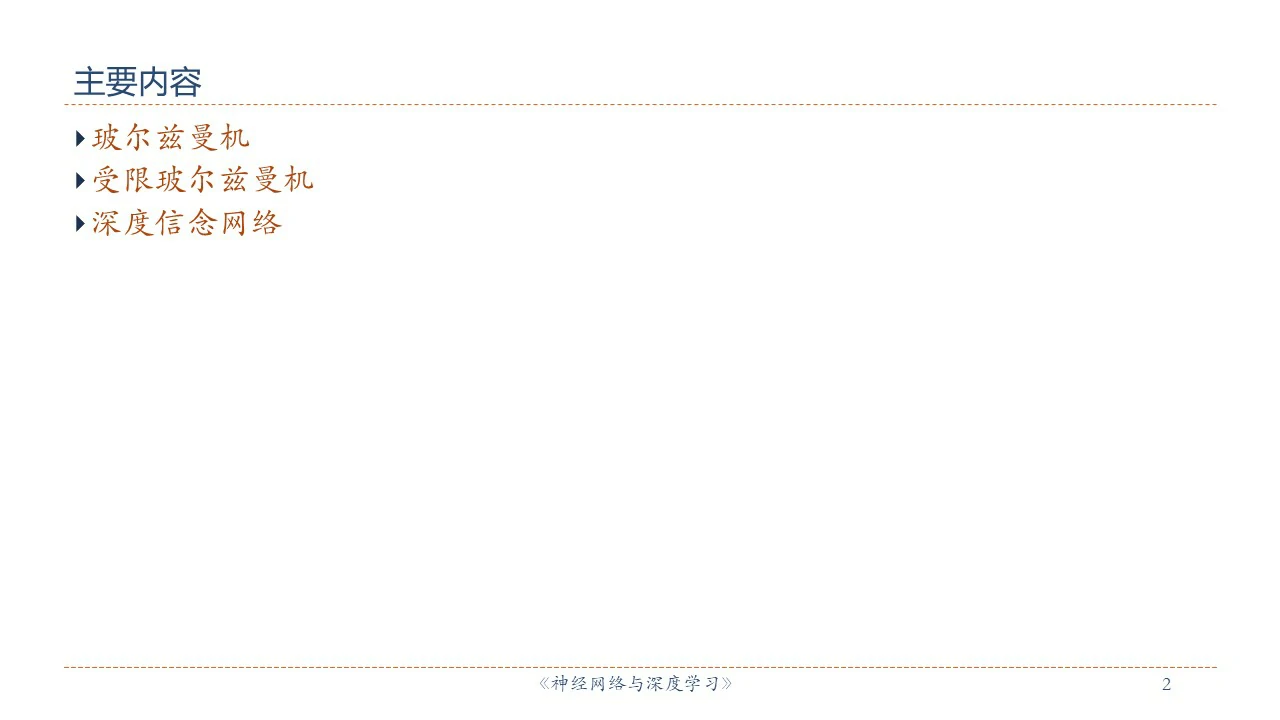 主要内容
玻尔兹曼机
受限玻尔兹曼机
深度信念网络
《神经网络与深度学习》
2